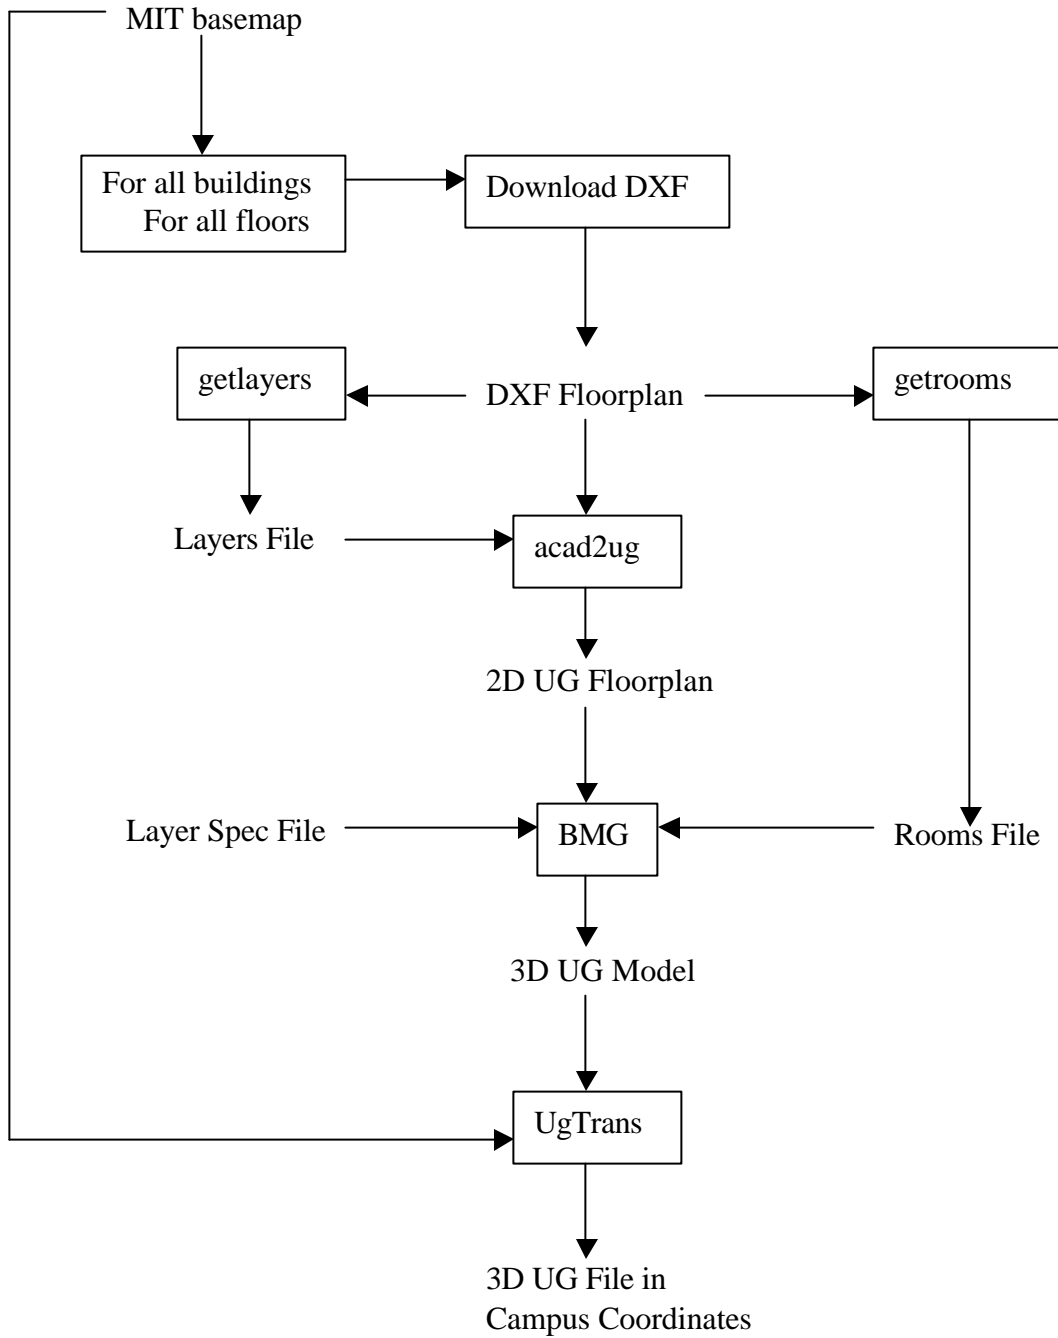 MIT basemap
For all buildings
For all floors
Download DXF
getlayers
DXF Floorplan
getrooms
Layers File
acad2ug
2D UG Floorplan
Layer Spec File
BMG
Rooms File
3D UG Model
UgTrans
3D UG File in
Campus Coordinates